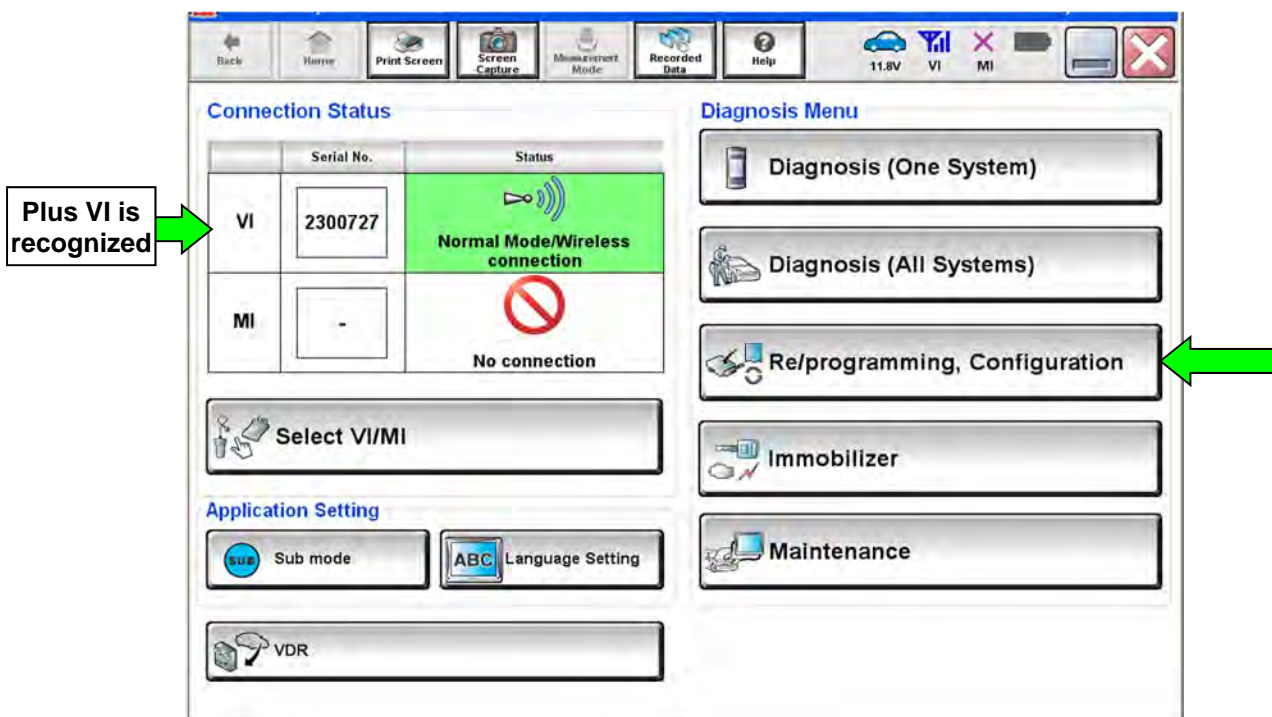 Back
Home
Print Screen
Screen
Capture
Measurement
Mode
Recorded
Data
Help
11.8V
VI
MI
Connection Status
Serial No.
Status
VI
2300727
Normal Mode/Wireless
connection
MI
-
No connection
Select VI/MI
Application Setting
SUB
Sub mode
ABC
Language Setting
VDR
Diagnosis Menu
Diagnosis (One System)
Diagnosis (All Systems)
Re/programming, Configuration
Immobilizer
Maintenance
Plus VI is
recognized